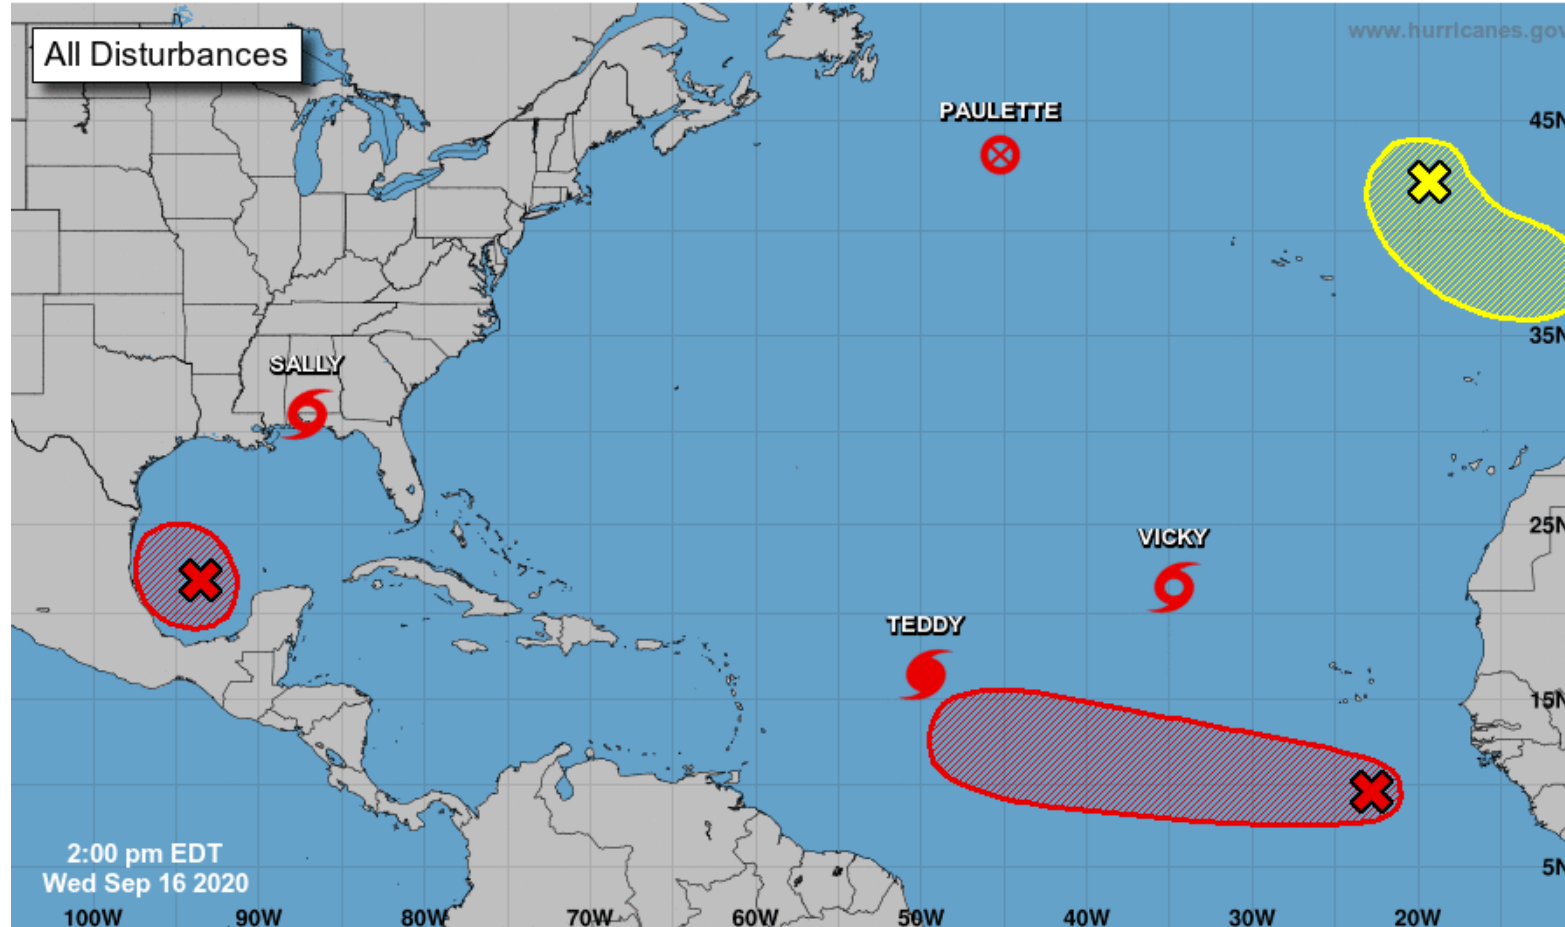 All Disturbances
www.hurricanes.gov
PAULETTE
45N
35N
SALLY
25N
VICKY
TEDDY
15N
2:00 pm EDT
Wed Sep 16 2020
5N
100W 90W 80W 70W 60W 50W 40W 30W 20W